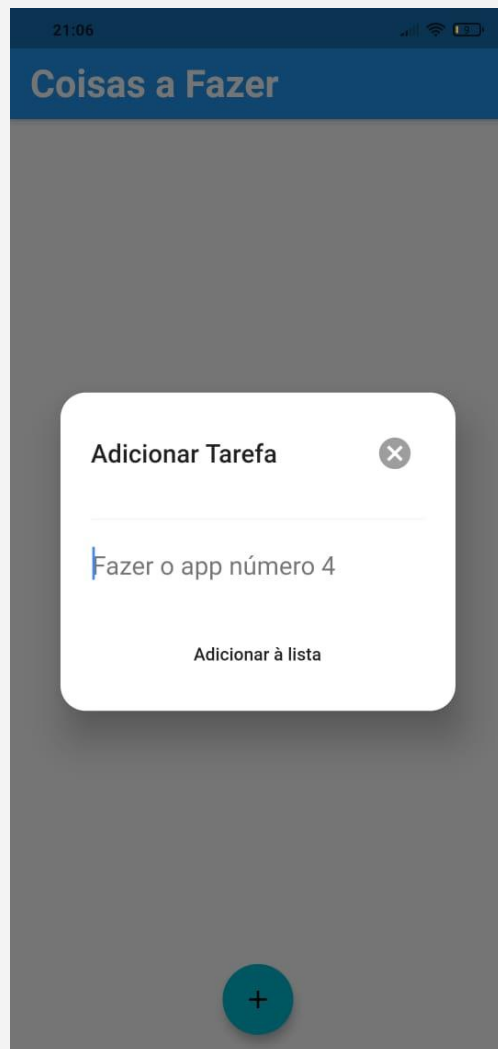 21:06
Coisas a Fazer
Adicionar Tarefa
Fazer o app número 4
Adicionar à lista
+